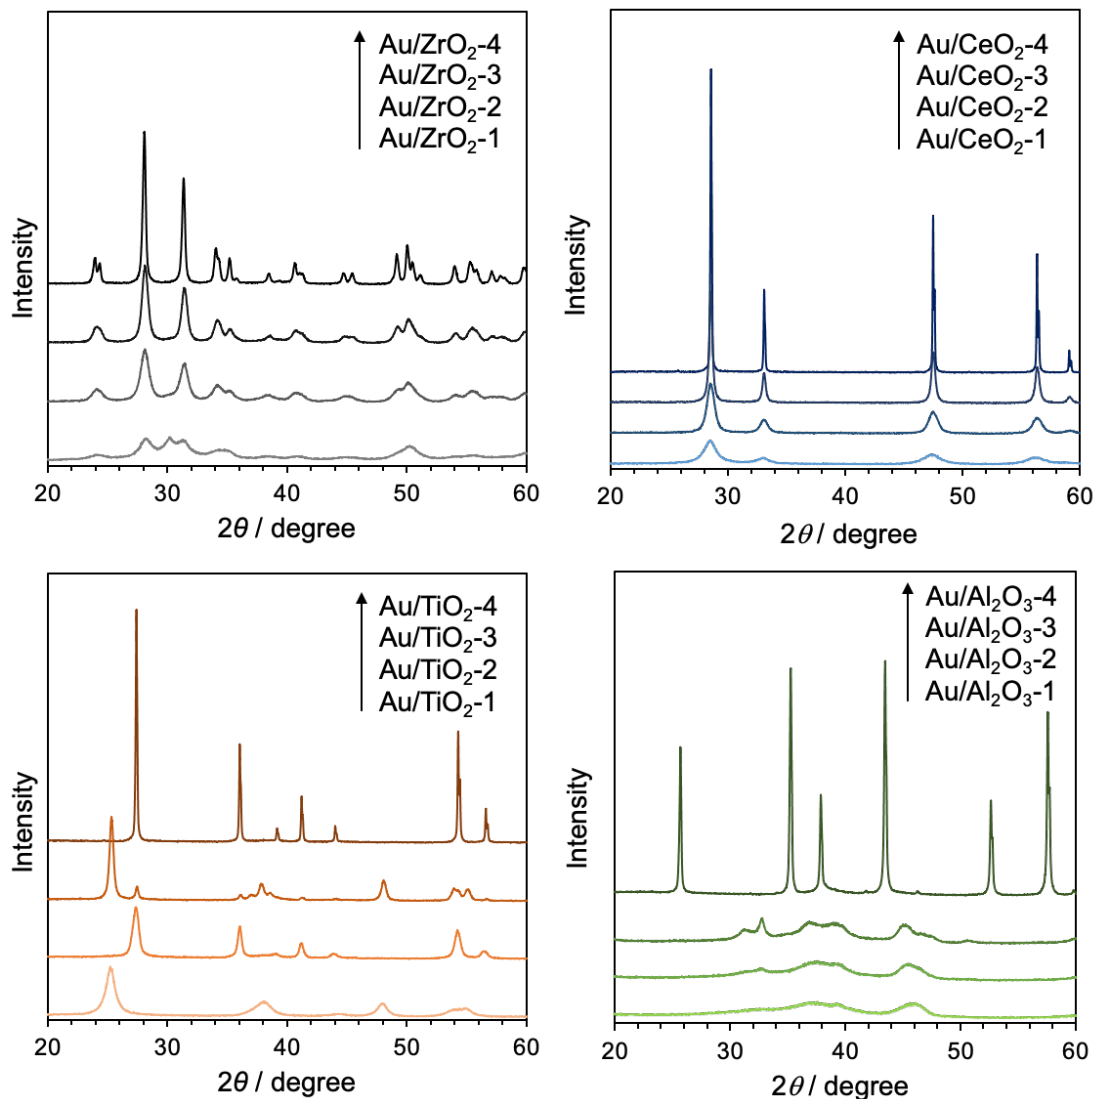 Au/ZrO₂-4
Au/ZrO₂-3
Au/ZrO₂-2
Au/ZrO₂-1
Intensity
20 30 40 50 60
2θ / degree
Au/CeO₂-4
Au/CeO₂-3
Au/CeO₂-2
Au/CeO₂-1
Intensity
20 30 40 50 60
2θ / degree
Au/TiO₂-4
Au/TiO₂-3
Au/TiO₂-2
Au/TiO₂-1
Intensity
20 30 40 50 60
2θ / degree
Au/Al₂O₃-4
Au/Al₂O₃-3
Au/Al₂O₃-2
Au/Al₂O₃-1
Intensity
20 30 40 50 60
2θ / degree